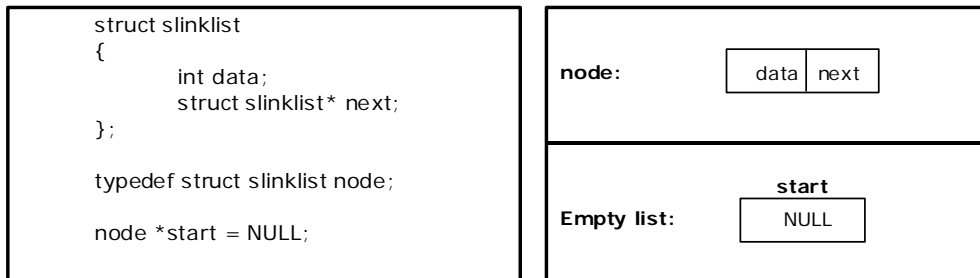 struct slinklist
{
int data;
struct slinklist* next;
};
typedef struct slinklist node;
node *start = NULL;
node: data next
start
Empty list: NULL